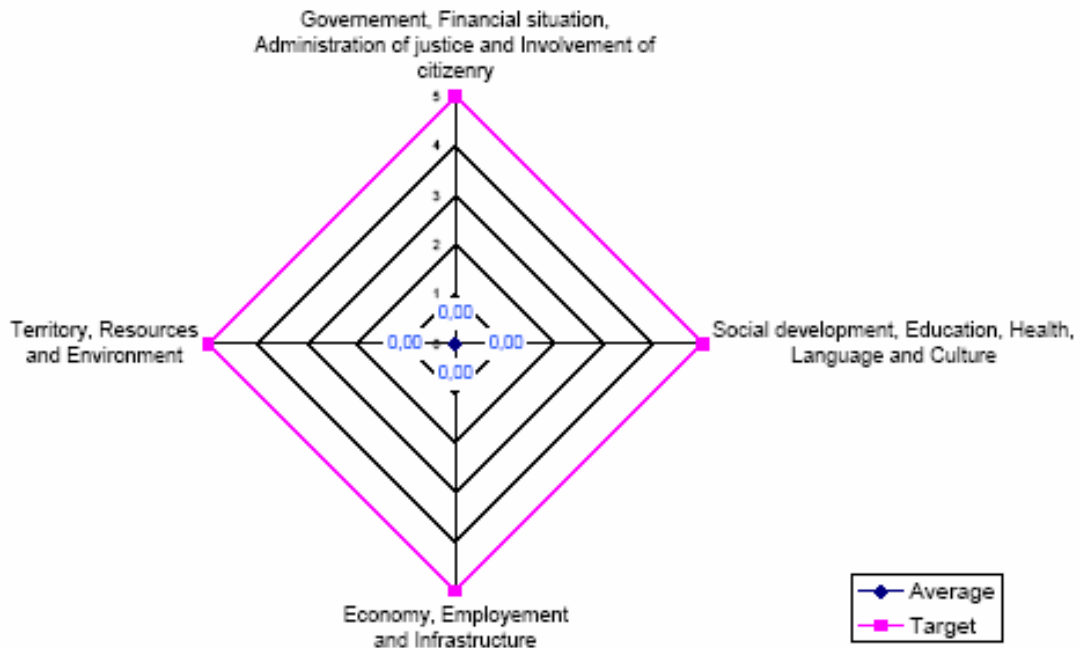 Governement, Financial situation,
Administration of justice and Involvement of
citizenry
5
4
3
2
1
0,00
Territory, Resources
and Environment
0,00
0
0,00
Social development, Education, Health,
Language and Culture
0,00
Economy, Employement
and Infrastructure
Average
Target